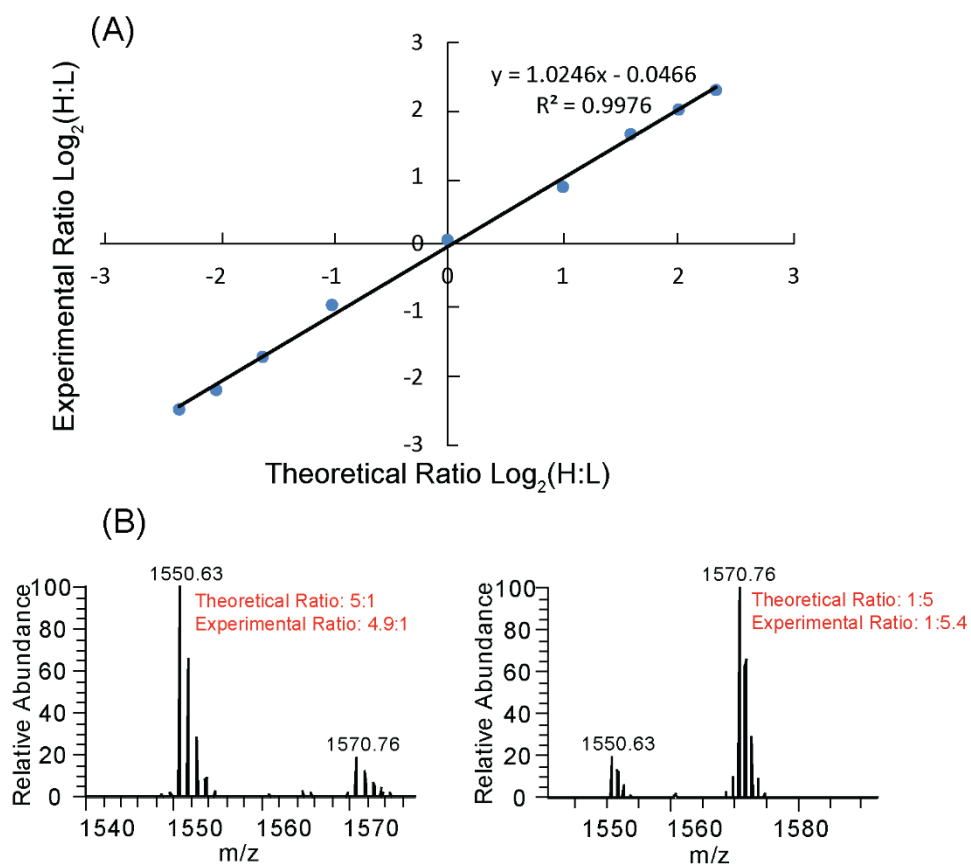 (A)
Experimental Ratio Log₂(H:L)
3
2
1
0
-1
-2
-3
y = 1.0246x - 0.0466
R² = 0.9976
-3 -2 -1 0 1 2 3
Theoretical Ratio Log₂(H:L)
(B)
Relative Abundance
100
80
60
40
20
0
1550.63
Theoretical Ratio: 5:1
Experimental Ratio: 4.9:1
1570.76
1540 1550 1560 1570
m/z
Relative Abundance
100
80
60
40
20
0
1570.76
Theoretical Ratio: 1:5
Experimental Ratio: 1:5.4
1550.63
1550 1560 1580
m/z